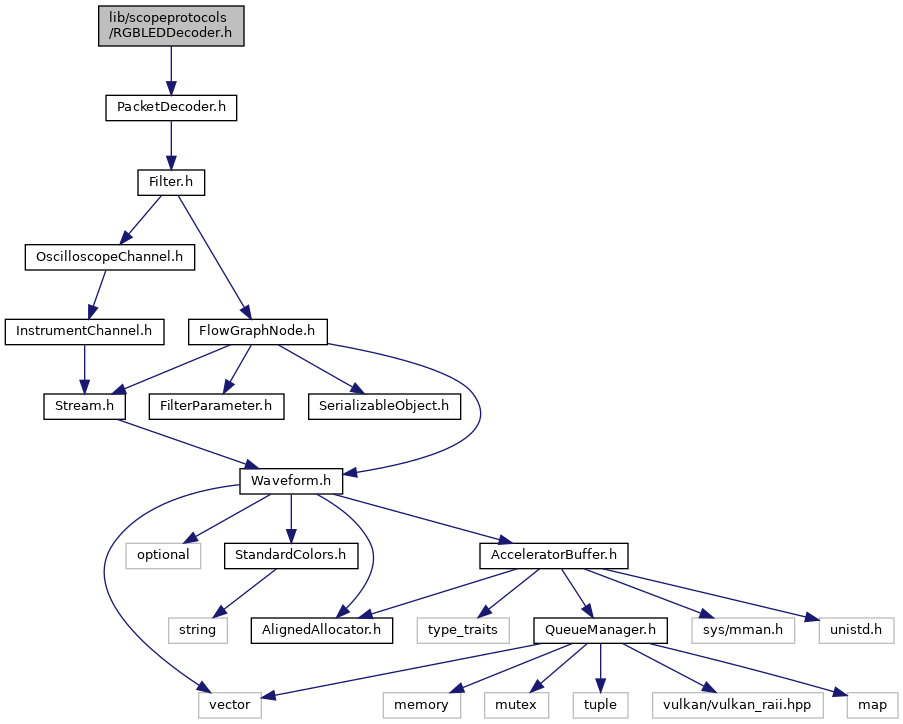 lib/scopeprotocols
/RGBLEDDecoder.h
PacketDecoder.h
Filter.h
OscilloscopeChannel.h
InstrumentChannel.h
FlowGraphNode.h
Stream.h
FilterParameter.h
SerializableObject.h
Waveform.h
optional
StandardColors.h
AcceleratorBuffer.h
string
AlignedAllocator.h
type_traits
QueueManager.h
sys/mman.h
unistd.h
vector
memory
mutex
tuple
vulkan/vulkan_raii.hpp
map